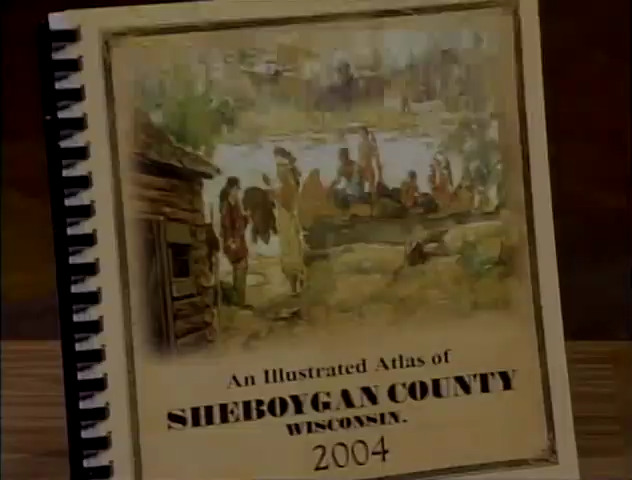 An Illustrated Atlas of
SHEBOYGAN COUNTY
WISCONSIN.
2004